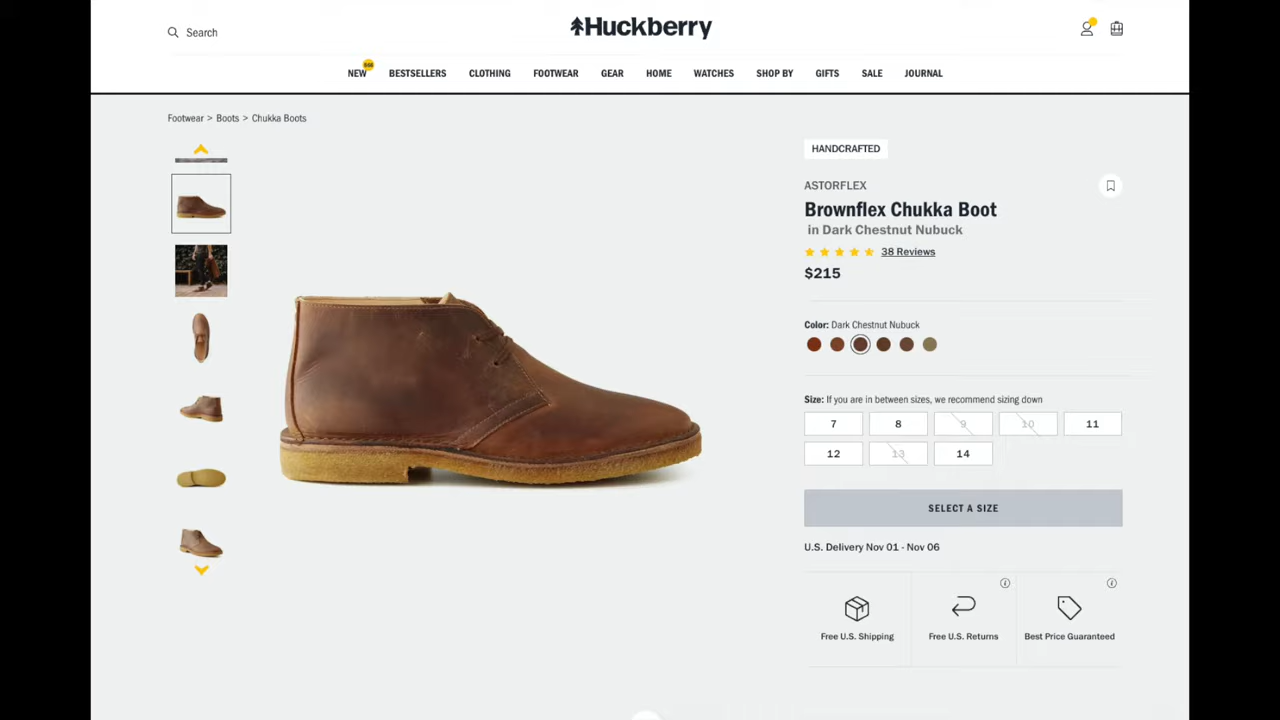 Search
Huckberry
NEW BESTSELLERS CLOTHING FOOTWEAR GEAR HOME WATCHES SHOP BY GIFTS SALE JOURNAL
Footwear > Boots > Chukka Boots
HANDCRAFTED
ASTORFLEX
Brownflex Chukka Boot
in Dark Chestnut Nubuck
38 Reviews
$215
Color: Dark Chestnut Nubuck
Size: If you are in between sizes, we recommend sizing down
7 8 9 10 11
12 13 14
SELECT A SIZE
U.S. Delivery Nov 01 - Nov 06
Free U.S. Shipping
Free U.S. Returns
Best Price Guaranteed